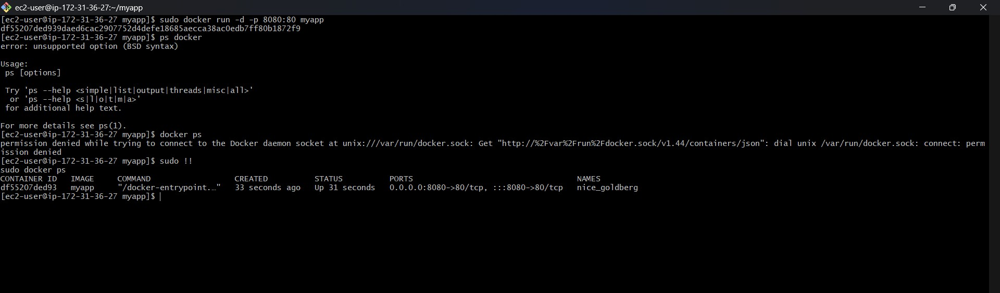 ec2-user@ip-172-31-36-27:~/myapp
[ec2-user@ip-172-31-36-27 myapp]$ sudo docker run -d -p 8080:80 myapp
df55207ded939daed6cac2907752d4defe18685aecca38ac0edb7ff80b1872f9
[ec2-user@ip-172-31-36-27 myapp]$ ps docker
error: unsupported option (BSD syntax)
Usage:
ps [options]
Try 'ps --help <simple|list|output|threads|misc|all>'
or 'ps --help <s|l|o|t|m|a>'
for additional help text.
For more details see ps(1).
[ec2-user@ip-172-31-36-27 myapp]$ docker ps
permission denied while trying to connect to the Docker daemon socket at unix:///var/run/docker.sock: Get "http://%2Fvar%2Frun%2Fdocker.sock/v1.44/containers/json": dial unix /var/run/docker.sock: connect: perm
ission denied
[ec2-user@ip-172-31-36-27 myapp]$ sudo !!
sudo docker ps
CONTAINER ID   IMAGE     COMMAND                  CREATED          STATUS          PORTS                                   NAMES
df55207ded93   myapp     "/docker-entrypoint.…"   33 seconds ago   Up 31 seconds   0.0.0.0:8080->80/tcp, :::8080->80/tcp   nice_goldberg
[ec2-user@ip-172-31-36-27 myapp]$